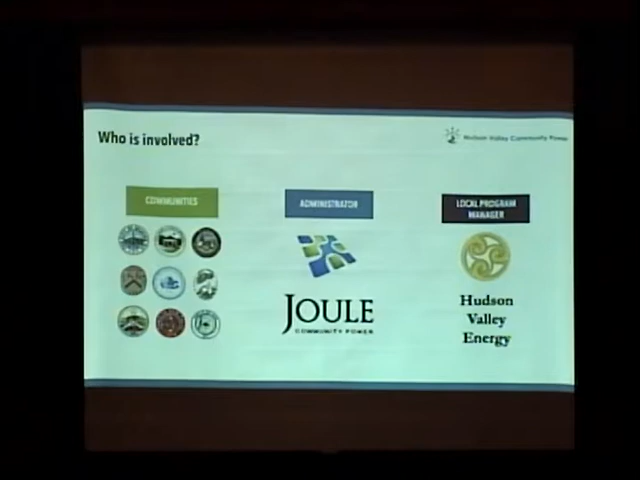 Who is involved?
Hudson Valley Community Power
COMMUNITIES
ADMINISTRATOR
LOCAL PROGRAM
MANAGER
JOULE
COMMUNITY POWER
Hudson
Valley
Energy